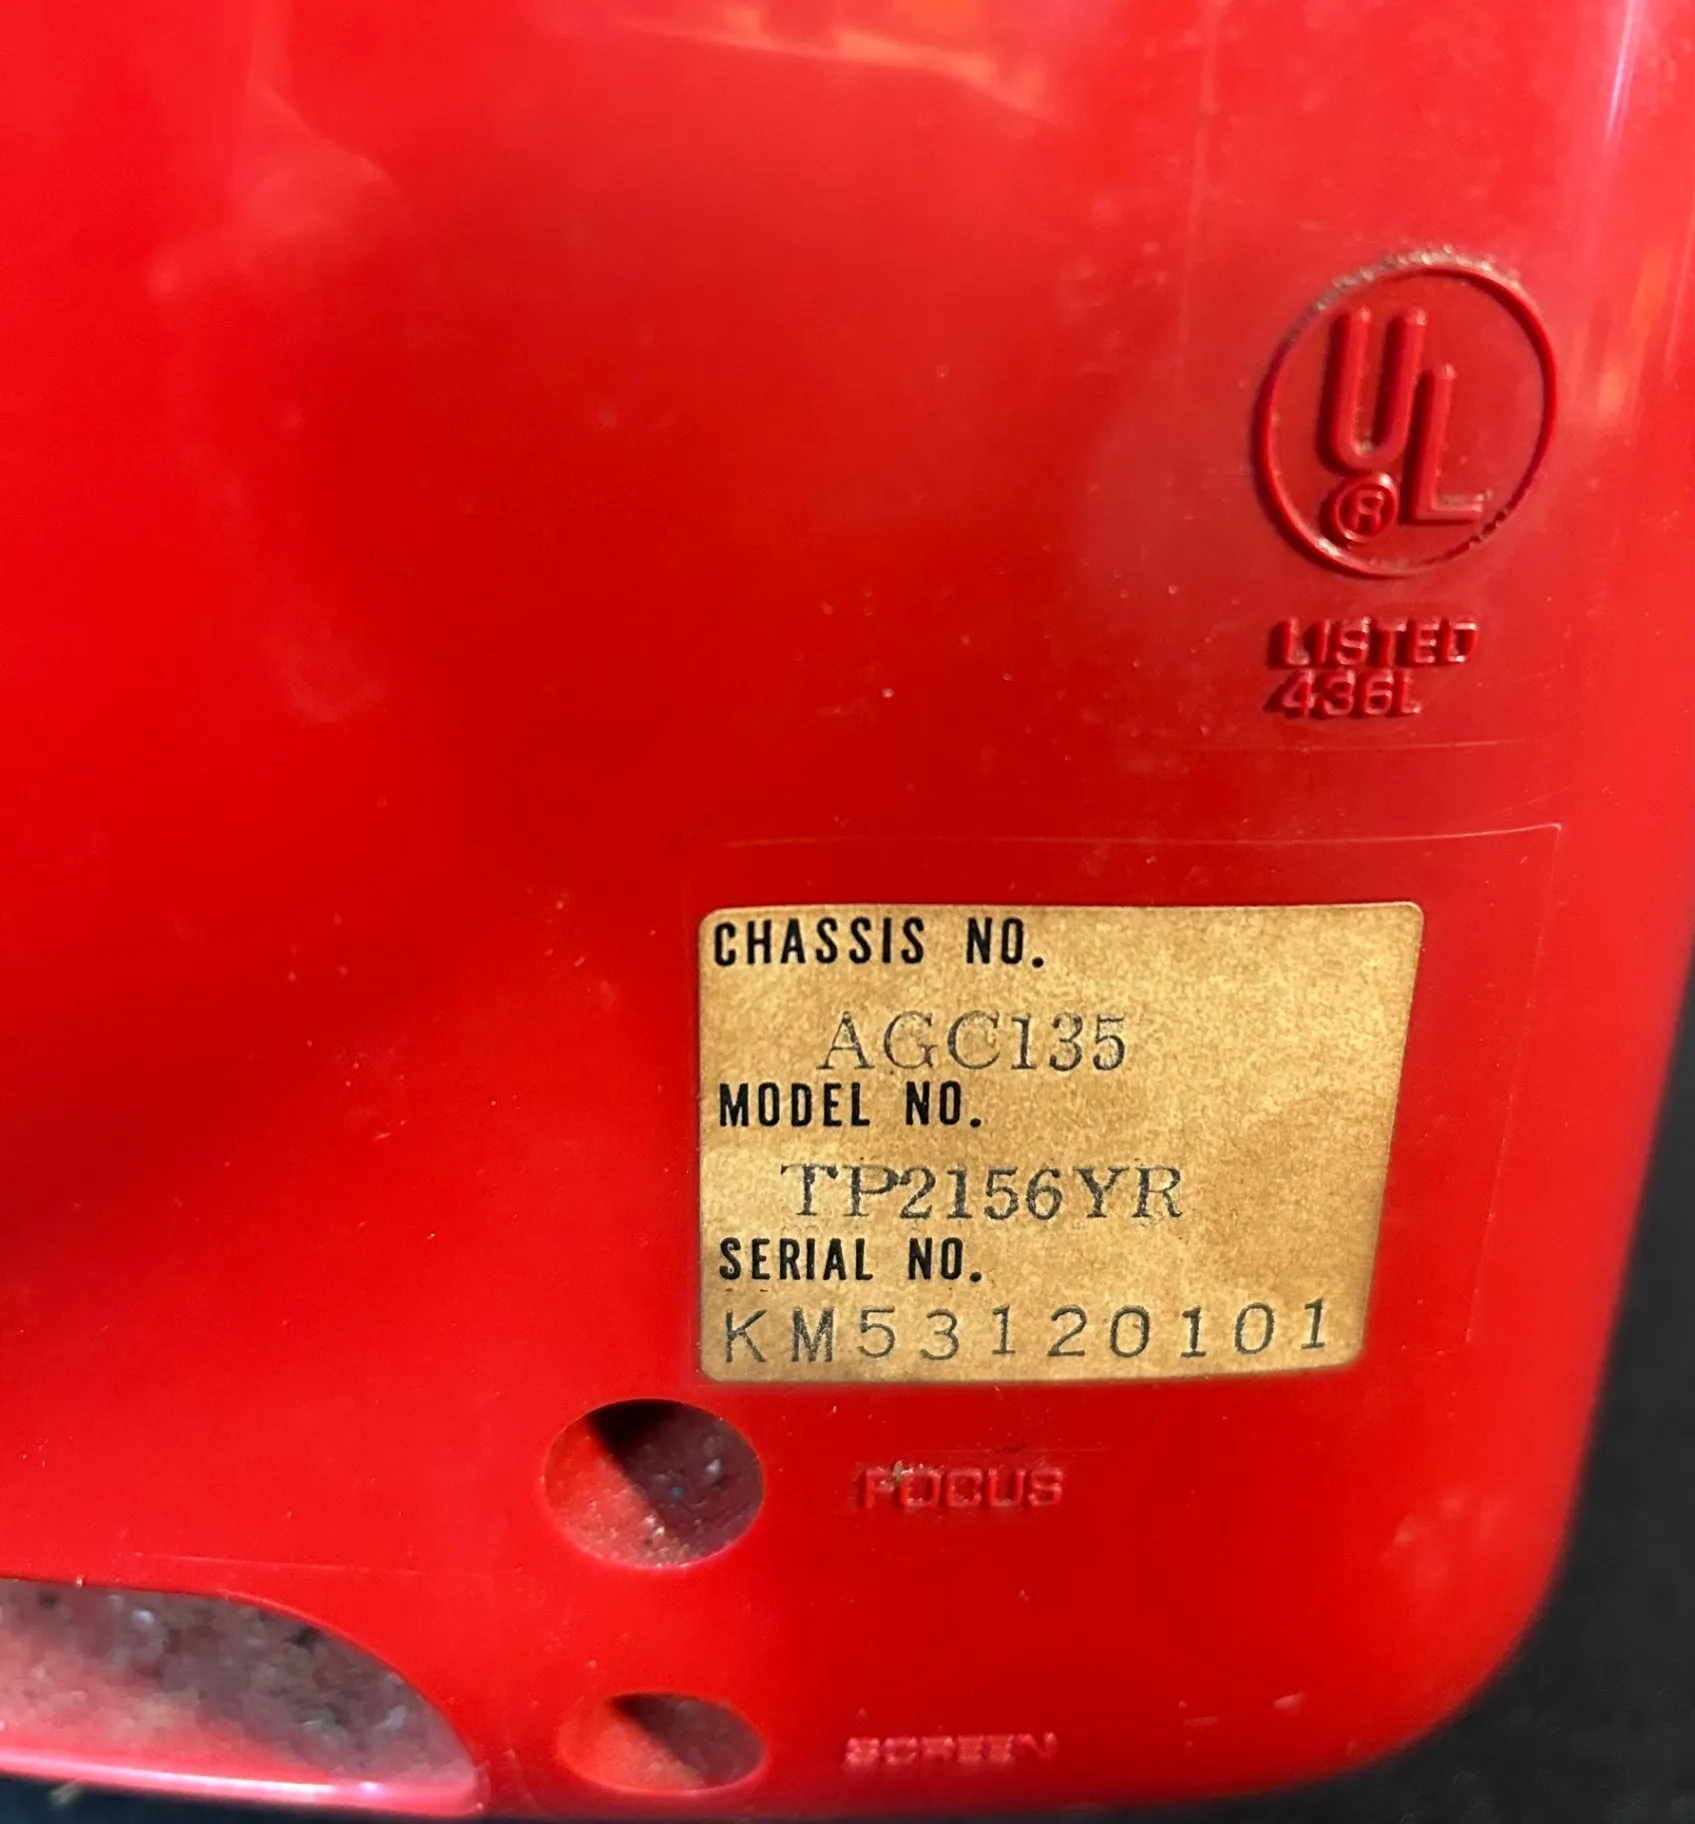 UL
®
LISTED
436L
CHASSIS NO.
AGC135
MODEL NO.
TP2156YR
SERIAL NO.
KM53120101
FOCUS
SCREEN